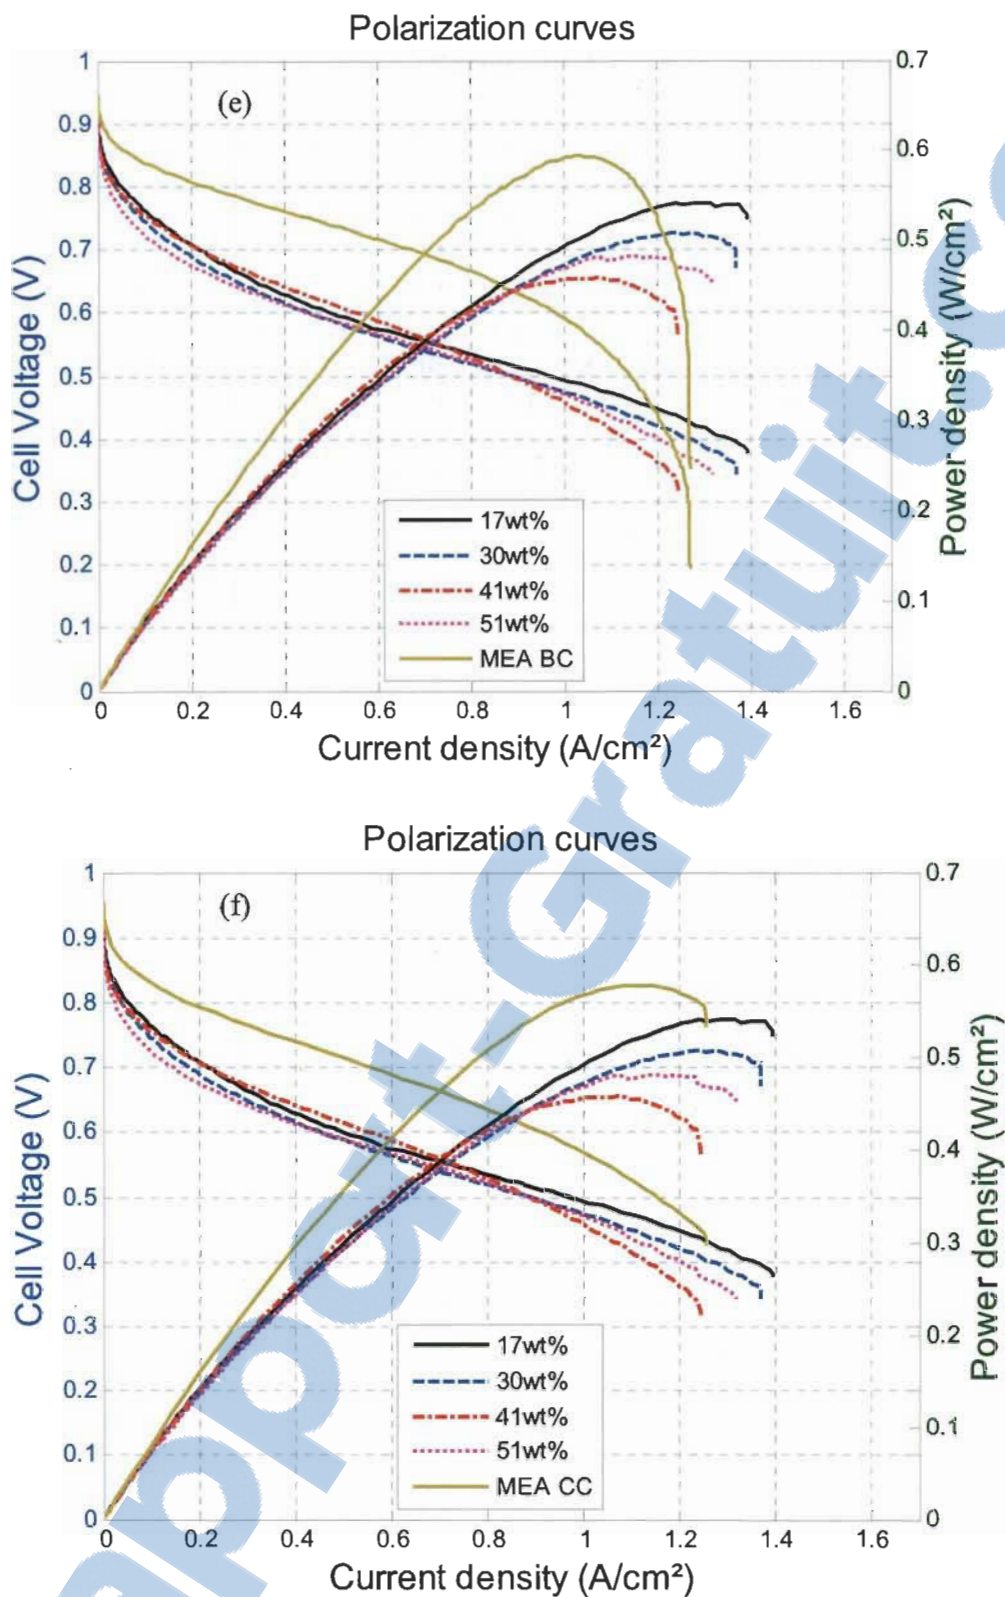 Polarization curves
(e)
1
0.9
0.8
0.7
0.6
0.5
0.4
0.3
0.2
0.1
0
Cell Voltage (V)
0.7
0.6
0.5
0.4
0.3
0.2
0.1
0
Power density (W/cm²)
17wt%
30wt%
41wt%
51wt%
MEA BC
0 0.2 0.4 0.6 0.8 1 1.2 1.4 1.6
Current density (A/cm²)
Polarization curves
(f)
1
0.9
0.8
0.7
0.6
0.5
0.4
0.3
0.2
0.1
0
Cell Voltage (V)
0.7
0.6
0.5
0.4
0.3
0.2
0.1
0
Power density (W/cm²)
17wt%
30wt%
41wt%
51wt%
MEA CC
0 0.2 0.4 0.6 0.8 1 1.2 1.4 1.6
Current density (A/cm²)
pport-Gratuit.c